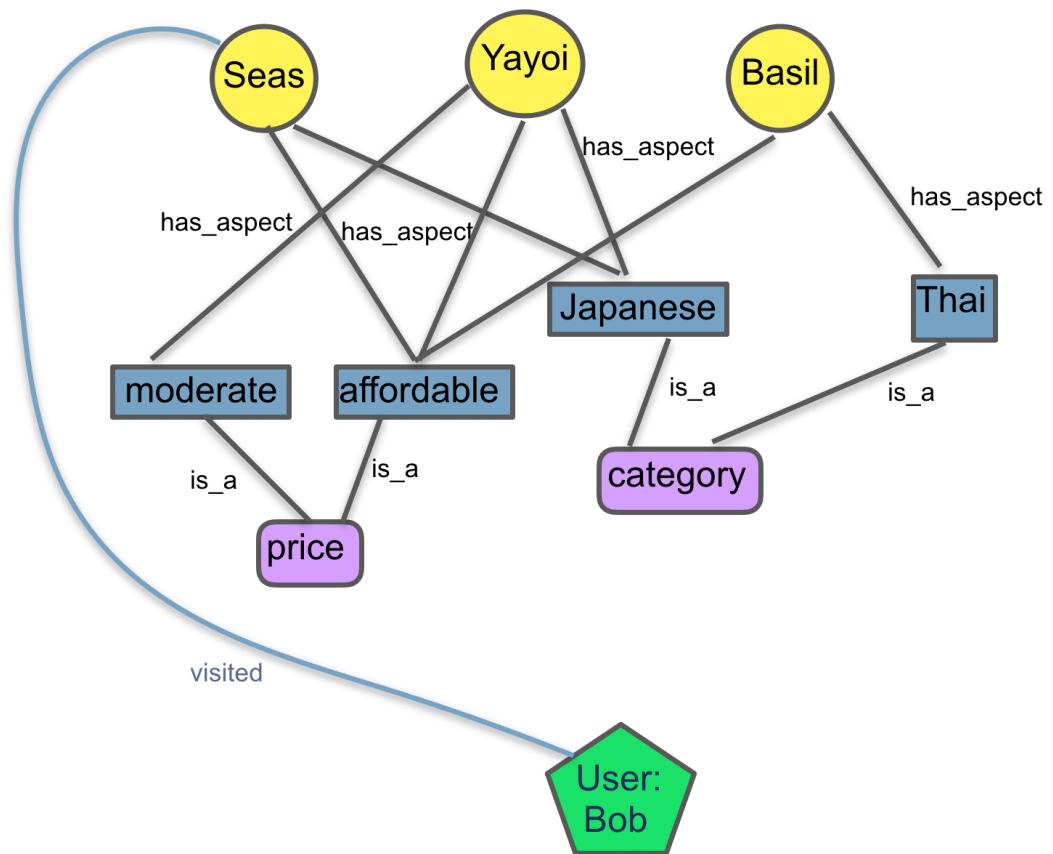 Seas
Yayoi
Basil
has_aspect
has_aspect
has_aspect
has_aspect
Japanese
Thai
moderate
affordable
is_a
is_a
is_a
is_a
category
price
visited
User:
Bob